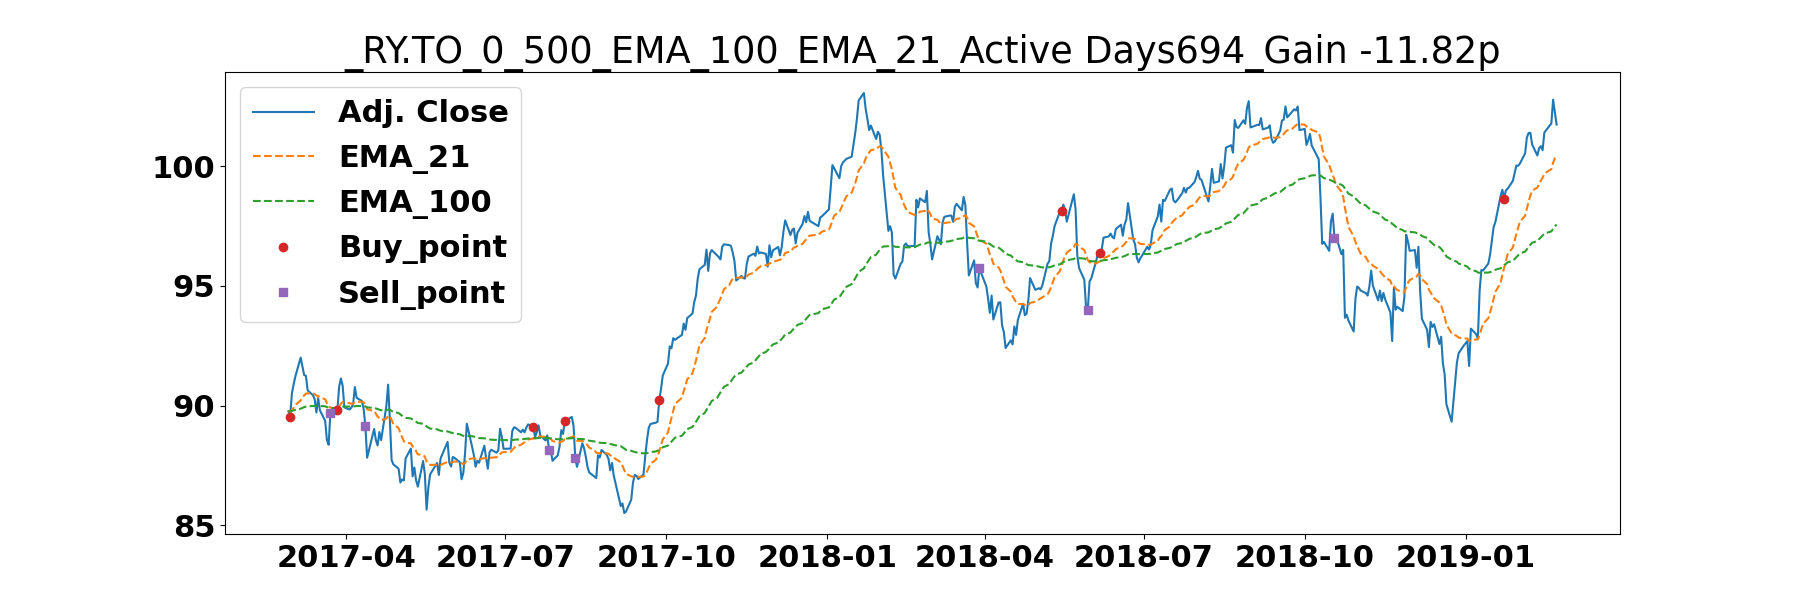 _RY.TO_0_500_EMA_100_EMA_21_Active Days694_Gain -11.82p
Adj. Close
EMA_21
EMA_100
Buy_point
Sell_point
100
95
90
85
2017-04 2017-07 2017-10 2018-01 2018-04 2018-07 2018-10 2019-01